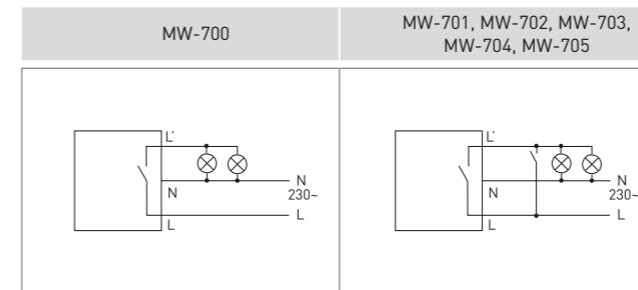 MW-700
MW-701, MW-702, MW-703,
MW-704, MW-705
L'
N
L
N
230~
L
L'
N
L
N
230~
L